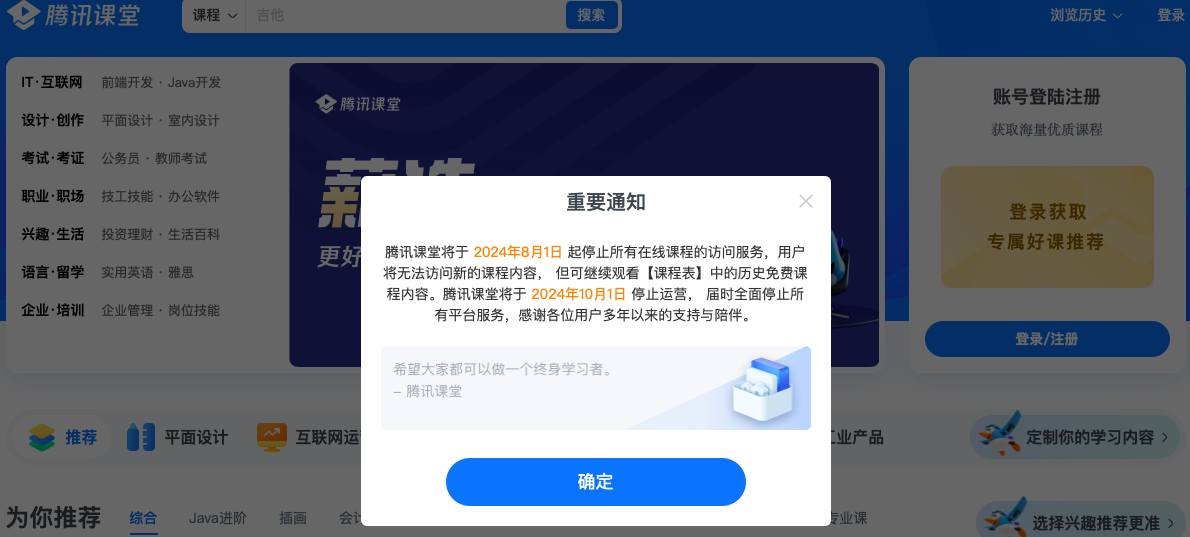 腾讯课堂
课程
吉他
搜索
浏览历史
登录
IT·互联网 前端开发 · Java开发
设计·创作 平面设计 · 室内设计
考试·考证 公务员 · 教师考试
职业·职场 技工技能 · 办公软件
兴趣·生活 投资理财 · 生活百科
语言·留学 实用英语 · 雅思
企业·培训 企业管理 · 岗位技能
腾讯课堂
更好
账号登陆注册
获取海量优质课程
登录获取
专属好课推荐
登录/注册
重要通知
腾讯课堂将于 2024年8月1日 起停止所有在线课程的访问服务，用户
将无法访问新的课程内容， 但可继续观看【课程表】中的历史免费课
程内容。腾讯课堂将于 2024年10月1日 停止运营， 届时全面停止所
有平台服务，感谢各位用户多年以来的支持与陪伴。
希望大家都可以做一个终身学习者。
– 腾讯课堂
确定
推荐
平面设计
互联网运
工业产品
定制你的学习内容
为你推荐
综合
Java进阶
插画
会计
专业课
选择兴趣推荐更准